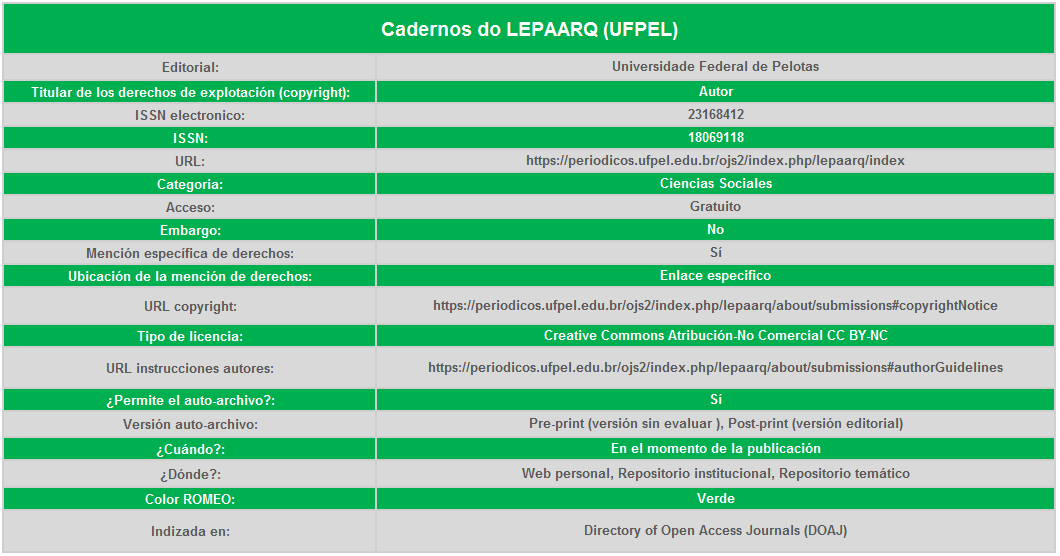 Cadernos do LEPAARQ (UFPEL)
Editorial: Universidade Federal de Pelotas
Titular de los derechos de explotación (copyright): Autor
ISSN electronico: 23168412
ISSN: 18069118
URL: https://periodicos.ufpel.edu.br/ojs2/index.php/lepaarq/index
Categoria: Ciencias Sociales
Acceso: Gratuito
Embargo: No
Mención específica de derechos: Sí
Ubicación de la mención de derechos: Enlace especifico
URL copyright: https://periodicos.ufpel.edu.br/ojs2/index.php/lepaarq/about/submissions#copyrightNotice
Tipo de licencia: Creative Commons Atribución-No Comercial CC BY-NC
URL instrucciones autores: https://periodicos.ufpel.edu.br/ojs2/index.php/lepaarq/about/submissions#authorGuidelines
¿Permite el auto-archivo?: Sí
Versión auto-archivo: Pre-print (versión sin evaluar ), Post-print (versión editorial)
¿Cuándo?: En el momento de la publicación
¿Dónde?: Web personal, Repositorio institucional, Repositorio temático
Color ROMEO: Verde
Indizada en: Directory of Open Access Journals (DOAJ)